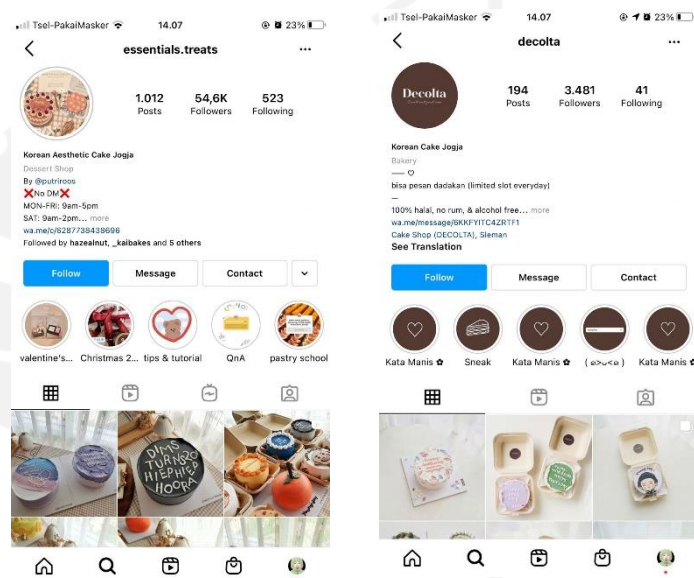 Tsel-PakaiMasker 14.07 23%
essentials.treats
1.012 54,6K 523
Posts Followers Following
Korean Aesthetic Cake Jogja
Dessert Shop
By @putriroos
❌No DM❌
MON-FRI: 9am-5pm
SAT: 9am-2pm... more
wa.me/c/6287738438696
Followed by hazeainut, _kaibakes and 5 others
Follow Message Contact
valentine's... Christmas 2... tips & tutorial QnA pastry school
DIMS
TURN20
HIEPHIEP
HOORA
Tsel-PakaiMasker 14.07 23%
decolta
Decolta
194 3.481 41
Posts Followers Following
Korean Cake Jogja
Bakery
— ♡
bisa pesan dadakan (limited slot everyday)
—
100% halal, no rum, & alcohol free... more
wa.me/message/6KKFYITC4ZRTF1
Cake Shop (DECOLTA), Sleman
See Translation
Follow Message Contact
Kata Manis ✿ Sneak Kata Manis ✿ (๑>ᴗ<๑) Kata Manis